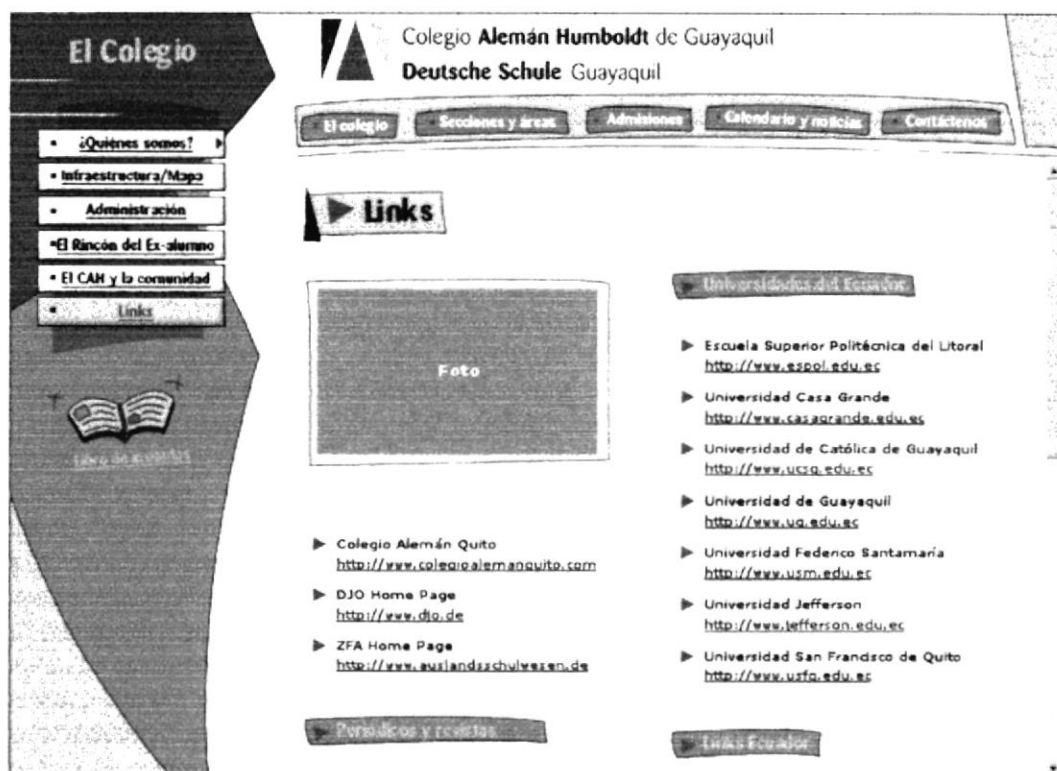 El Colegio
Colegio Alemán Humboldt de Guayaquil
Deutsche Schule Guayaquil
El colegio
Secciones y áreas
Admisiones
Calendario y noticias
Contáctenos
¿Quiénes somos?
Infraestructura/Mapa
Administración
El Rincón del Ex-alumno
El CAH y la comunidad
Links
Libro de visitas
Links
Foto
Colegio Alemán Quito
http://www.colegioalemanquito.com
DJO Home Page
http://www.djo.de
ZFA Home Page
http://www.auslandsschulwesen.de
Periódicos y revistas
Universidades del Ecuador
Escuela Superior Politécnica del Litoral
http://www.espol.edu.ec
Universidad Casa Grande
http://www.casagrande.edu.ec
Universidad de Católica de Guayaquil
http://www.ucsg.edu.ec
Universidad de Guayaquil
http://www.ug.edu.ec
Universidad Federico Santamaría
http://www.usm.edu.ec
Universidad Jefferson
http://www.jefferson.edu.ec
Universidad San Francisco de Quito
http://www.usfq.edu.ec
Links Ecuador